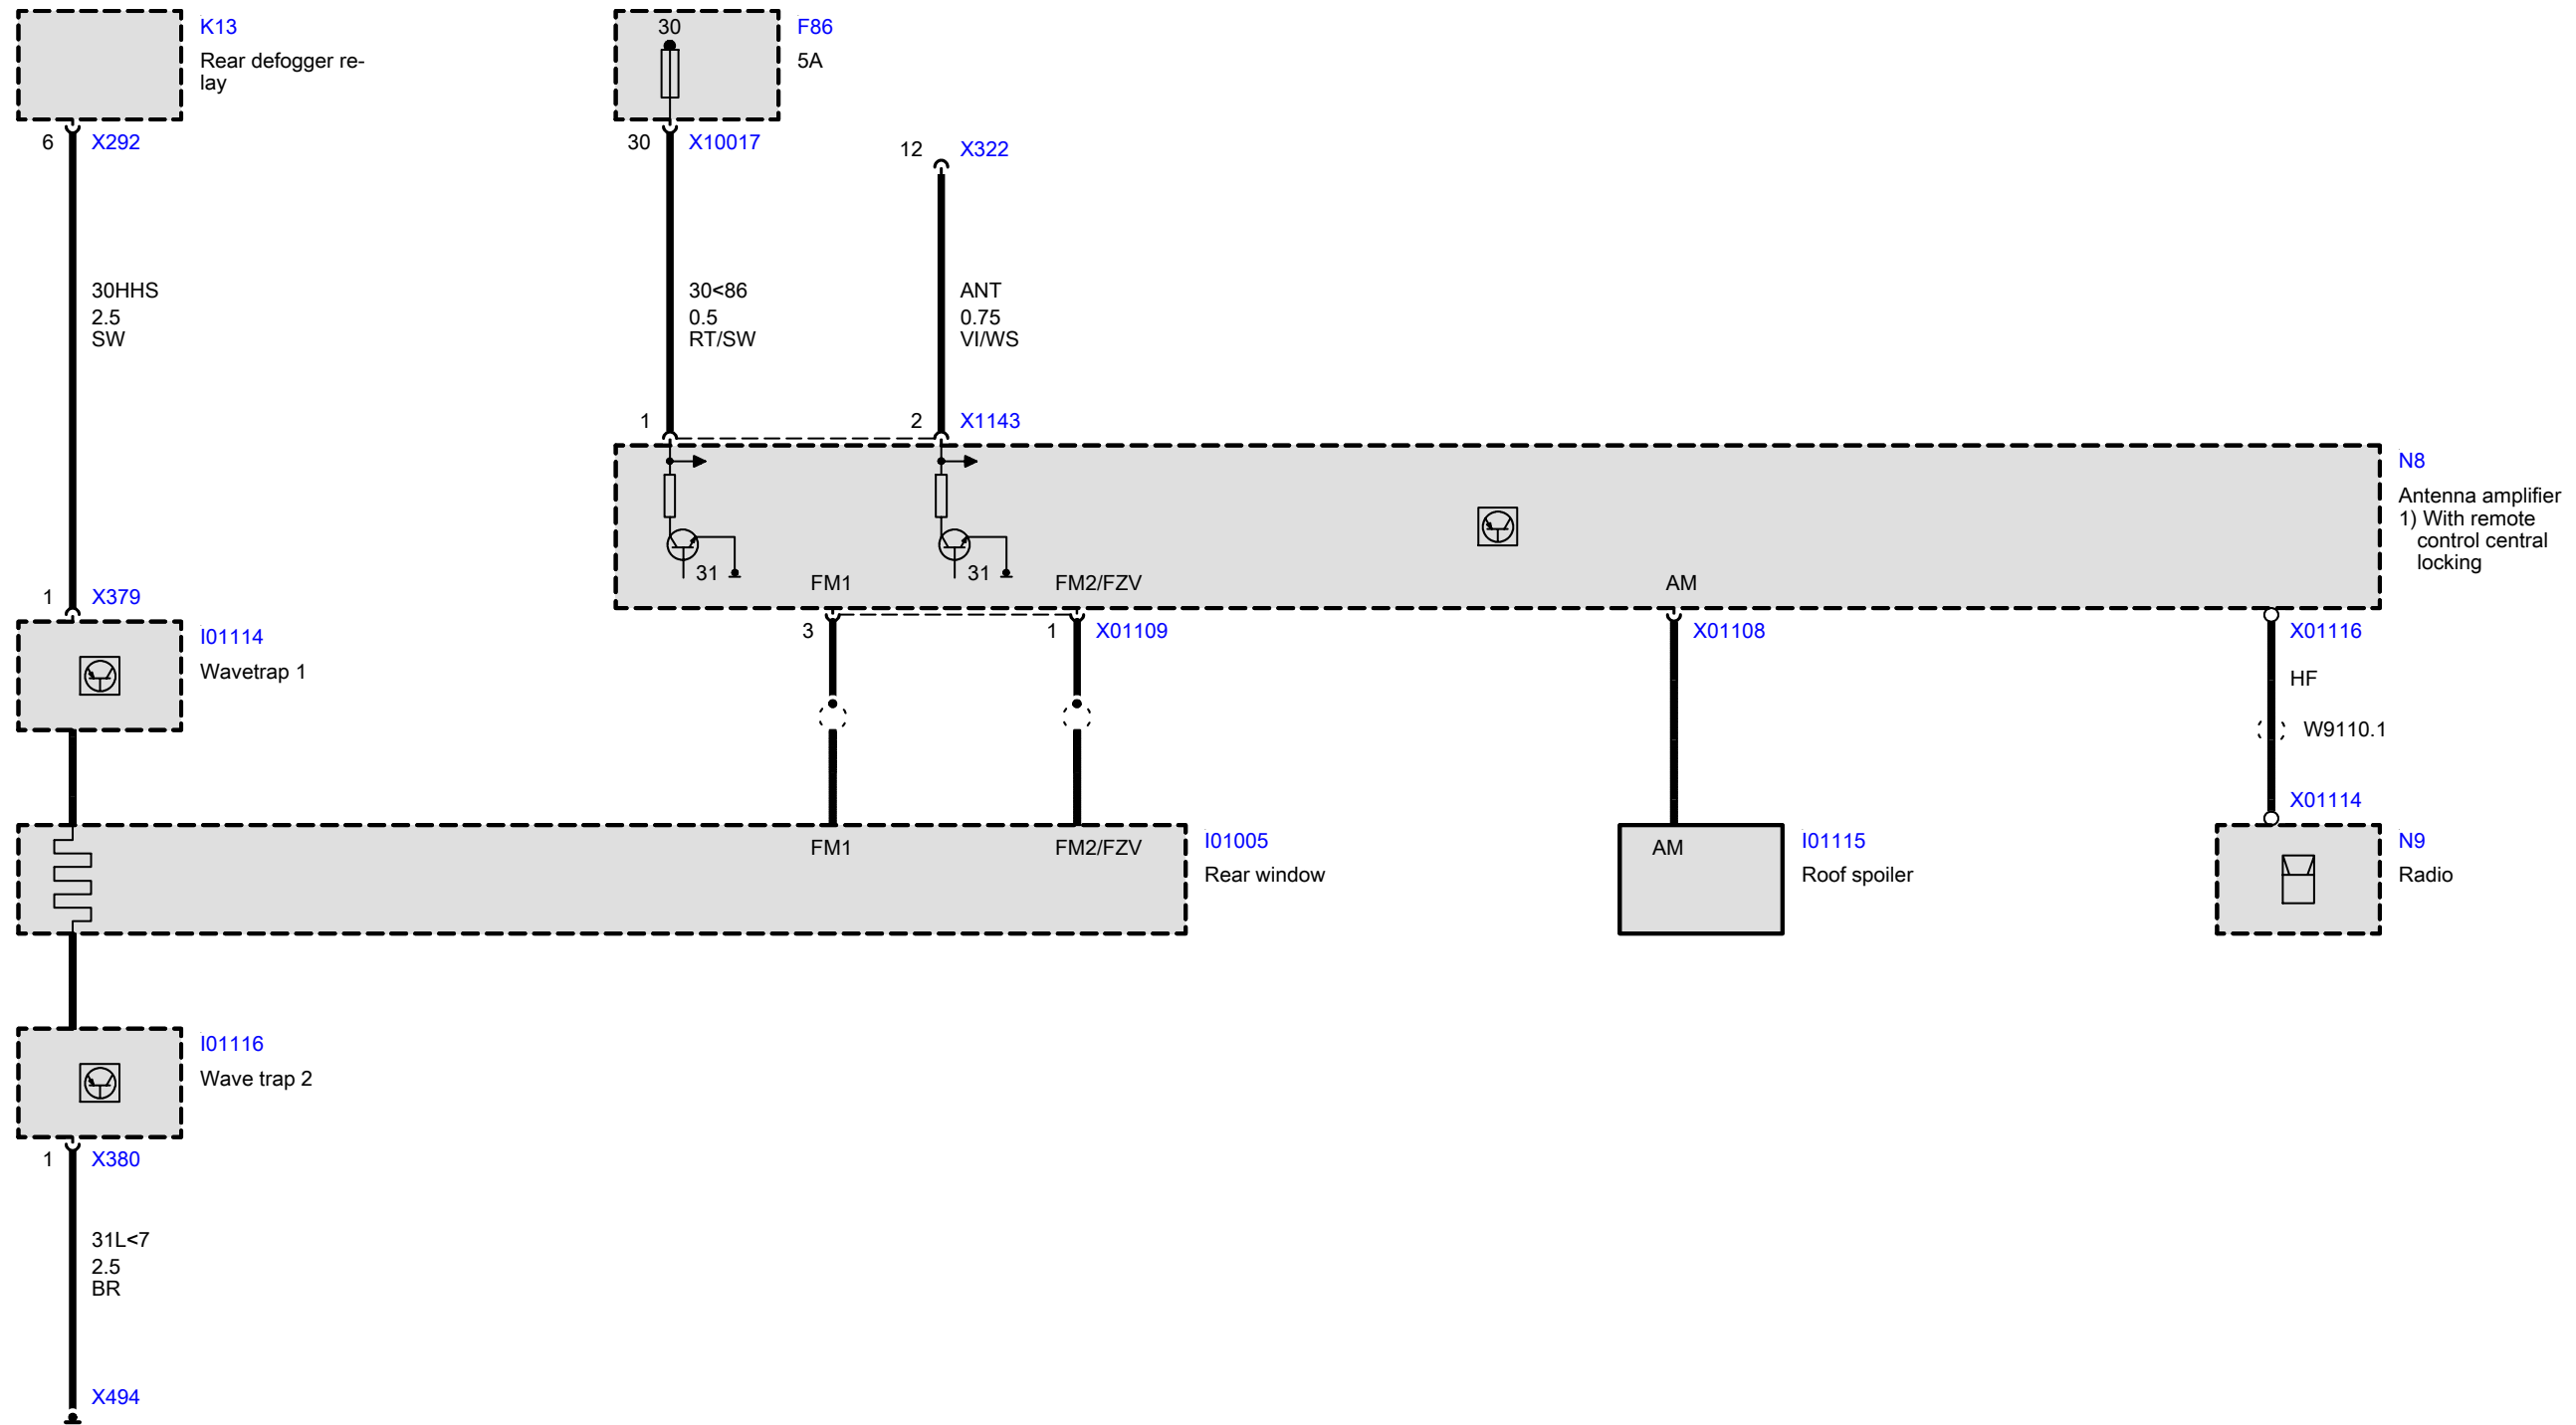 K13
Rear defogger re-
lay
6
X292
30HHS
2.5
SW
1
X379
I01114
Wavetrap 1
30
F86
5A
30
X10017
30<86
0.5
RT/SW
12
X322
ANT
0.75
VI/WS
1
2
X1143
31
31
FM1
FM2/FZV
AM
N8
Antenna amplifier
1) With remote
control central
locking
3
1
X01109
X01108
X01116
HF
W9110.1
X01114
FM1
FM2/FZV
I01005
Rear window
AM
I01115
Roof spoiler
N9
Radio
I01116
Wave trap 2
1
X380
31L<7
2.5
BR
X494